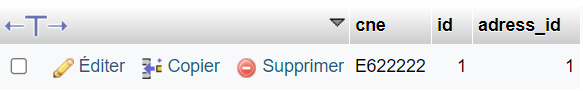 cne id adress_id
Éditer Copier Supprimer E622222 1 1